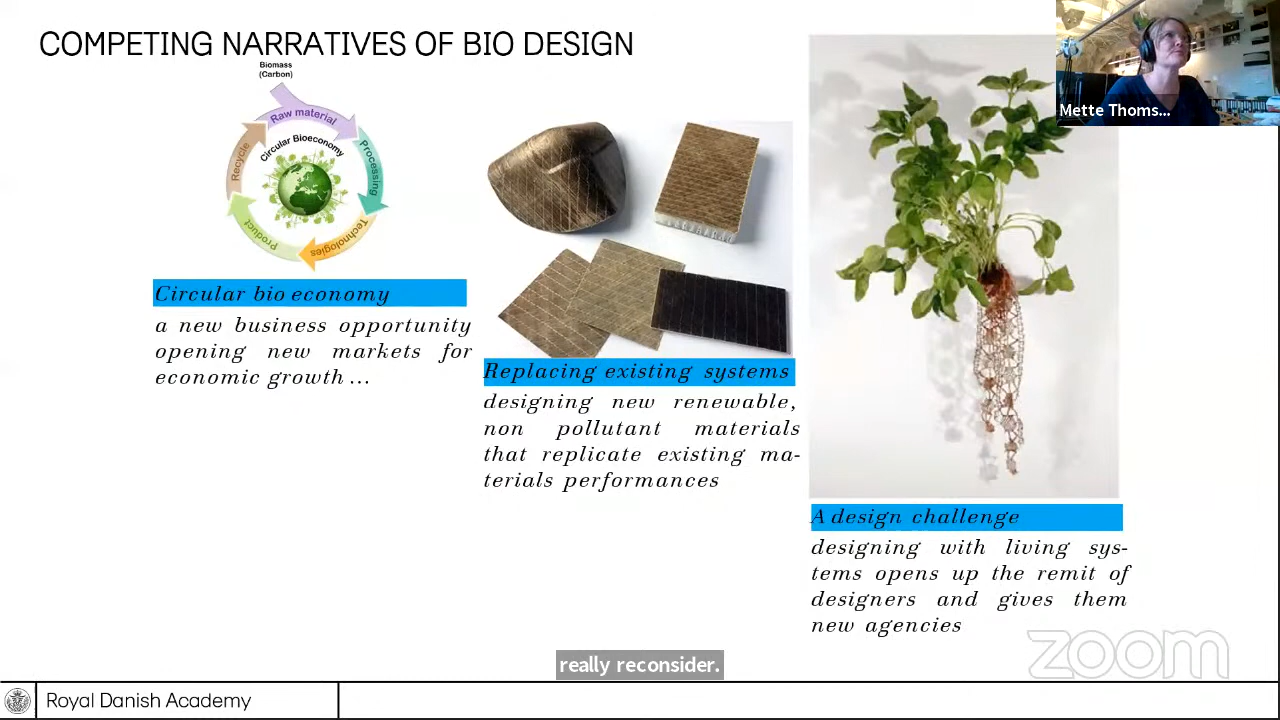 COMPETING NARRATIVES OF BIO DESIGN
Biomass
(Carbon)
Raw material
Circular Bioeconomy
Processing
Technologies
Product
Recycle
Circular bio economy
a new business opportunity
opening new markets for
economic growth ...
Replacing existing systems
designing new renewable,
non pollutant materials
that replicate existing ma-
terials performances
Mette Thoms...
A design challenge
designing with living sys-
tems opens up the remit of
designers and gives them
new agencies
zoom
really reconsider.
Royal Danish Academy